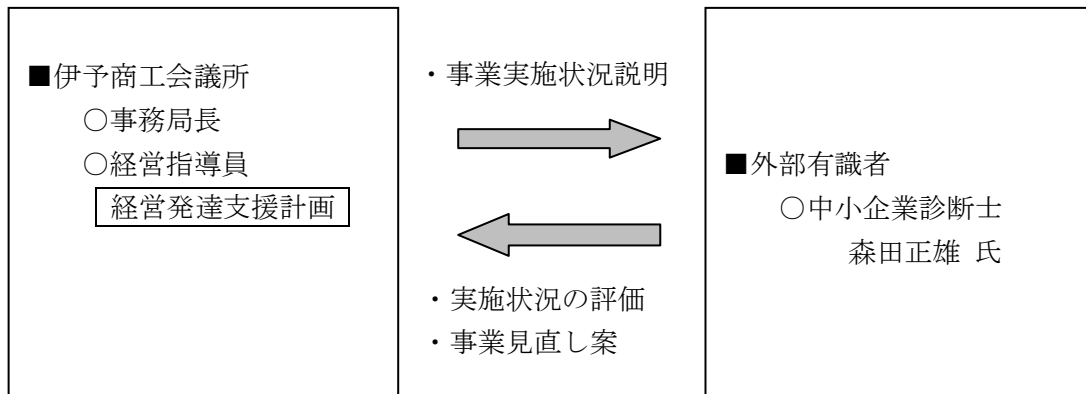 ■伊予商工会議所
○事務局長
○経営指導員
経営発達支援計画
・事業実施状況説明
・実施状況の評価
・事業見直し案
■外部有識者
○中小企業診断士
森田正雄 氏